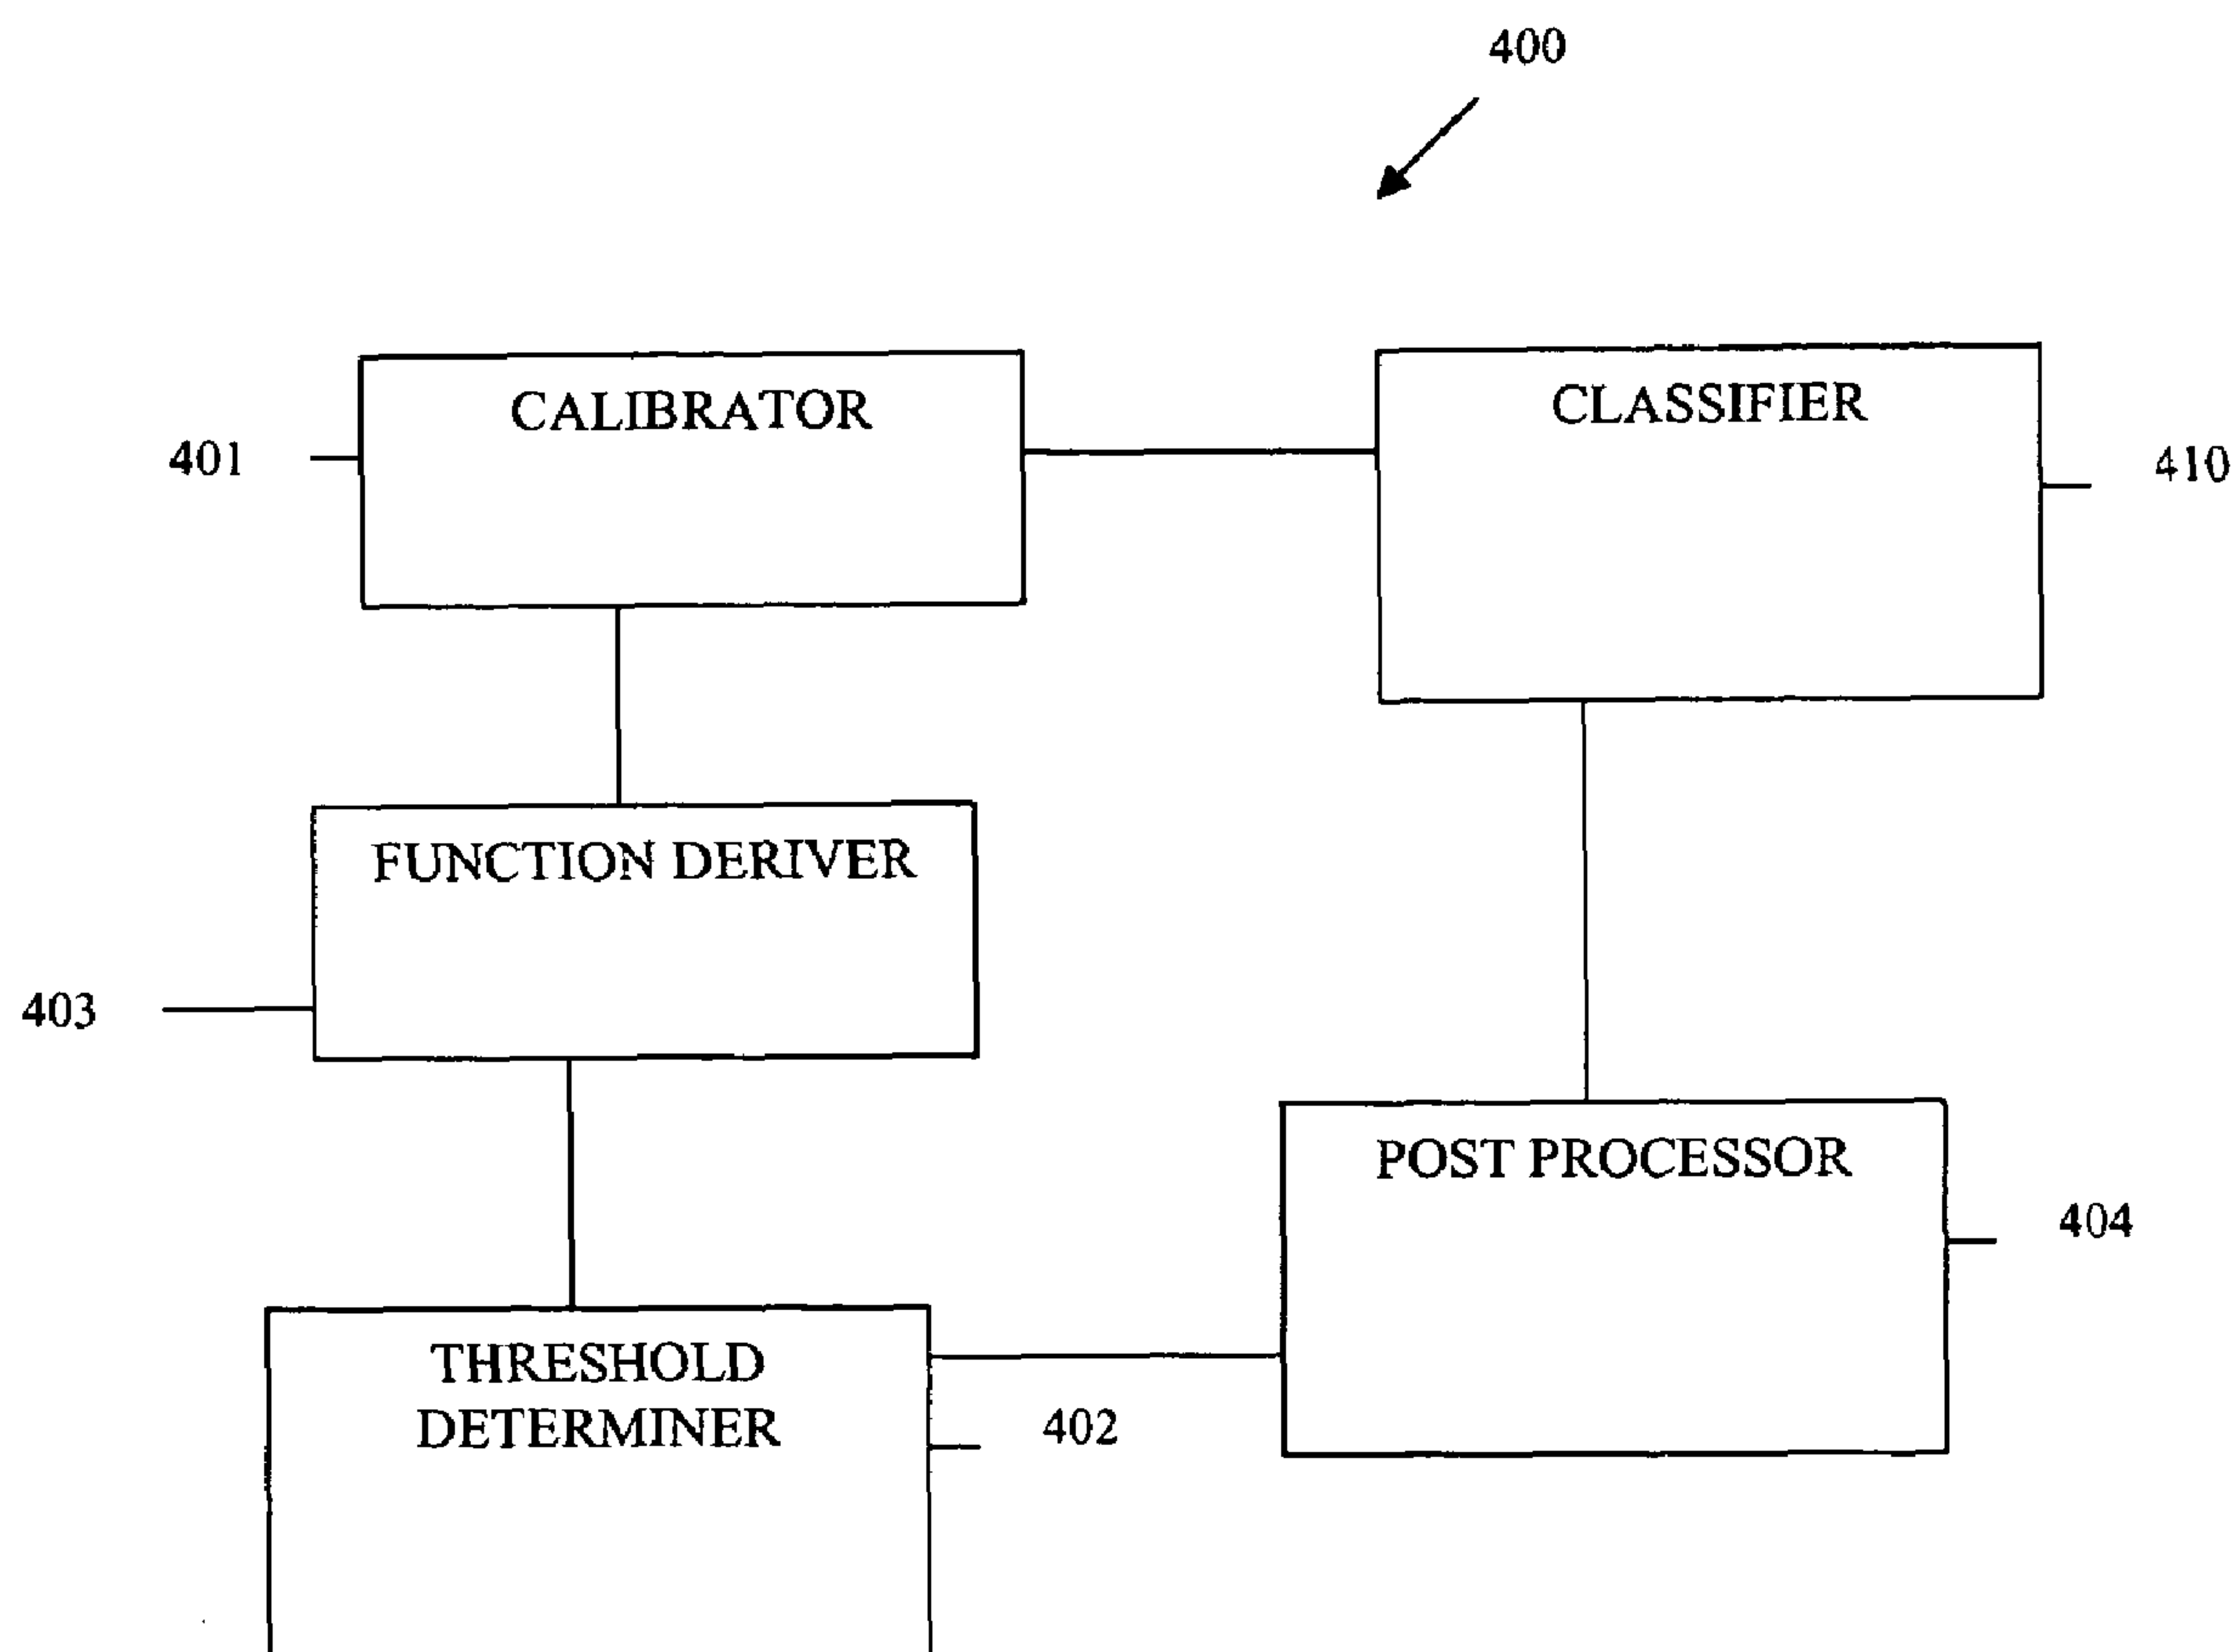 400
CALIBRATOR
CLASSIFIER
401
410
FUNCTION DERIVER
403
POST PROCESSOR
404
THRESHOLD
DETERMINER
402